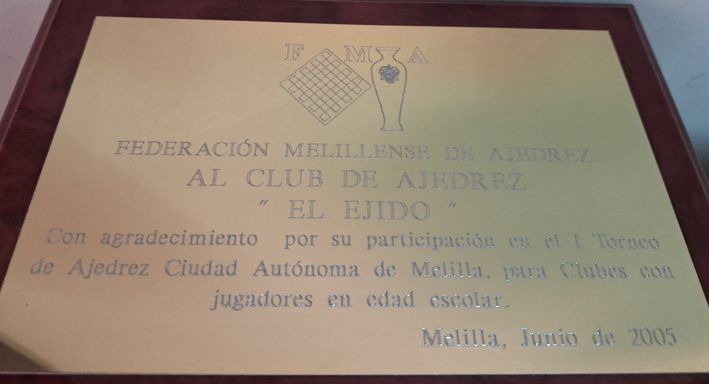 F M A
FEDERACIÓN MELILLENSE DE AJEDREZ
AL CLUB DE AJEDREZ
" EL EJIDO "
Con agradecimiento por su participación en el I Torneo
de Ajedrez Ciudad Autónoma de Melilla, para Clubes con
jugadores en edad escolar.
Melilla, Junio de 2005